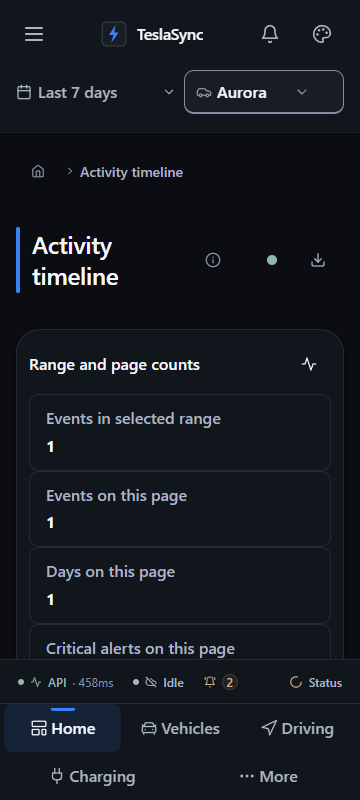 TeslaSync
Last 7 days
Aurora
Activity timeline
Activity
timeline
Range and page counts
Events in selected range
1
Events on this page
1
Days on this page
1
Critical alerts on this page
API · 458ms
Idle
2
Status
Home
Vehicles
Driving
Charging
More